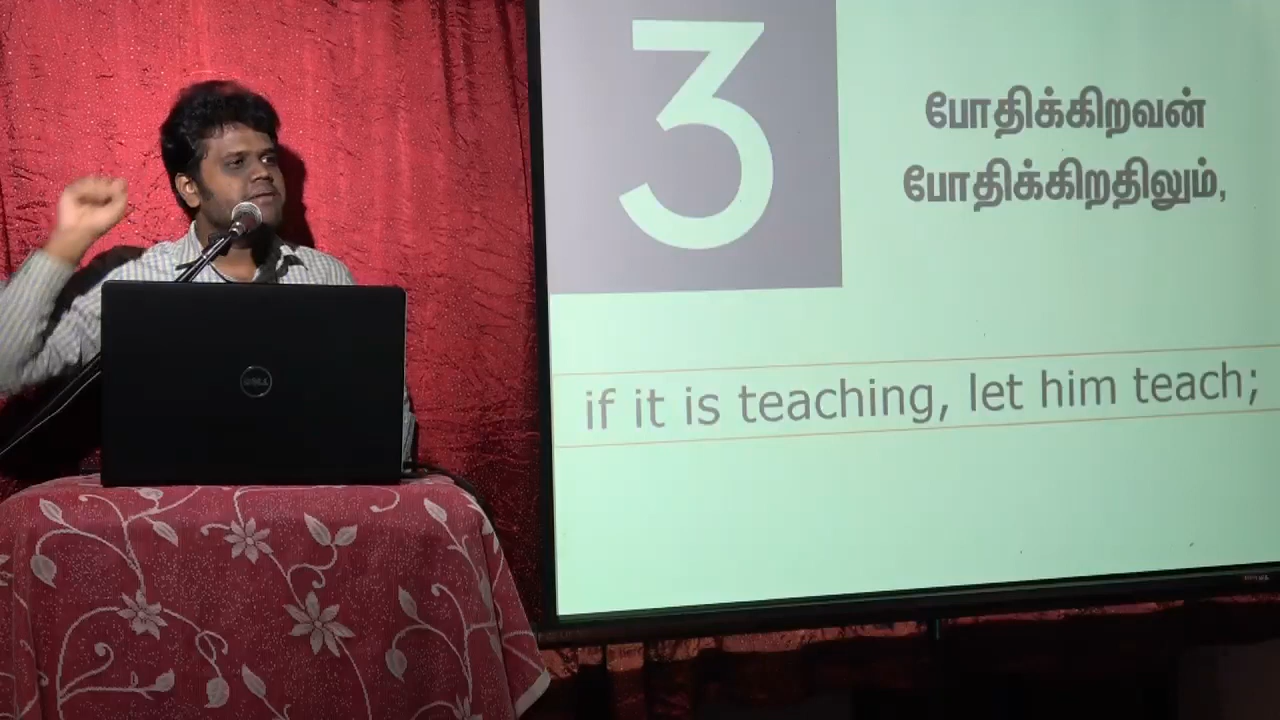 3
போதிக்கிறவன்
போதிக்கிறதிலும்,
if it is teaching, let him teach;
DELL